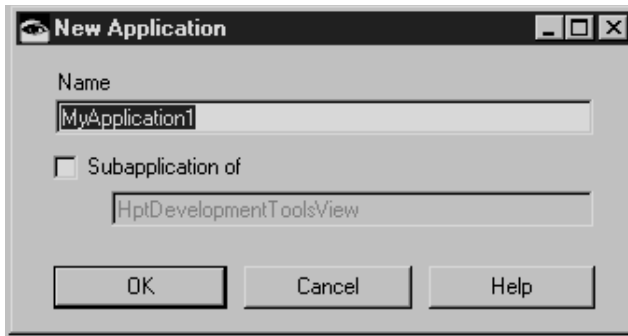 New Application
Name
MyApplication1
Subapplication of
HptDevelopmentToolsView
OK Cancel Help